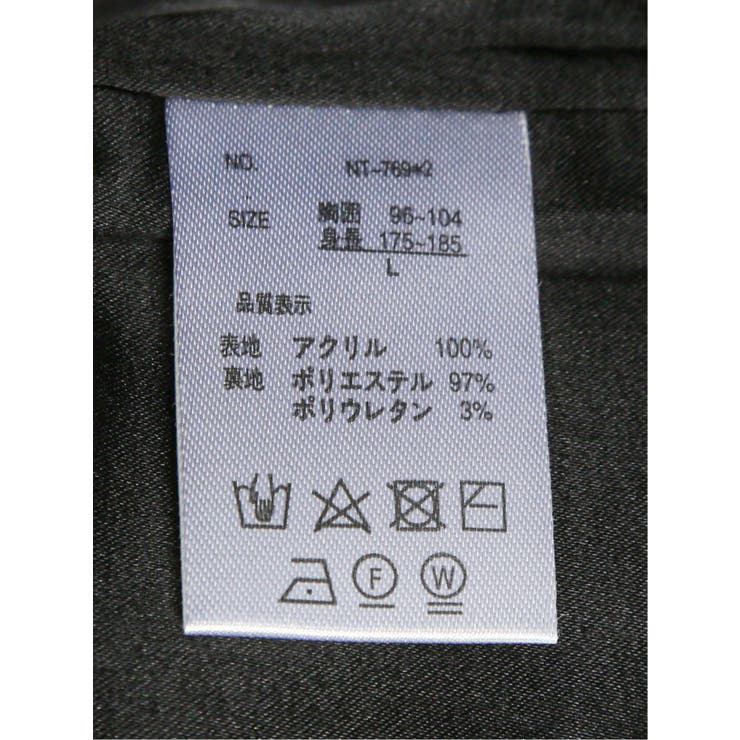 NO. NT-769*2
SIZE 胸囲 96~104
身長 175~185
L
品質表示
表地 アクリル 100%
裏地 ポリエステル 97%
ポリウレタン 3%
F W